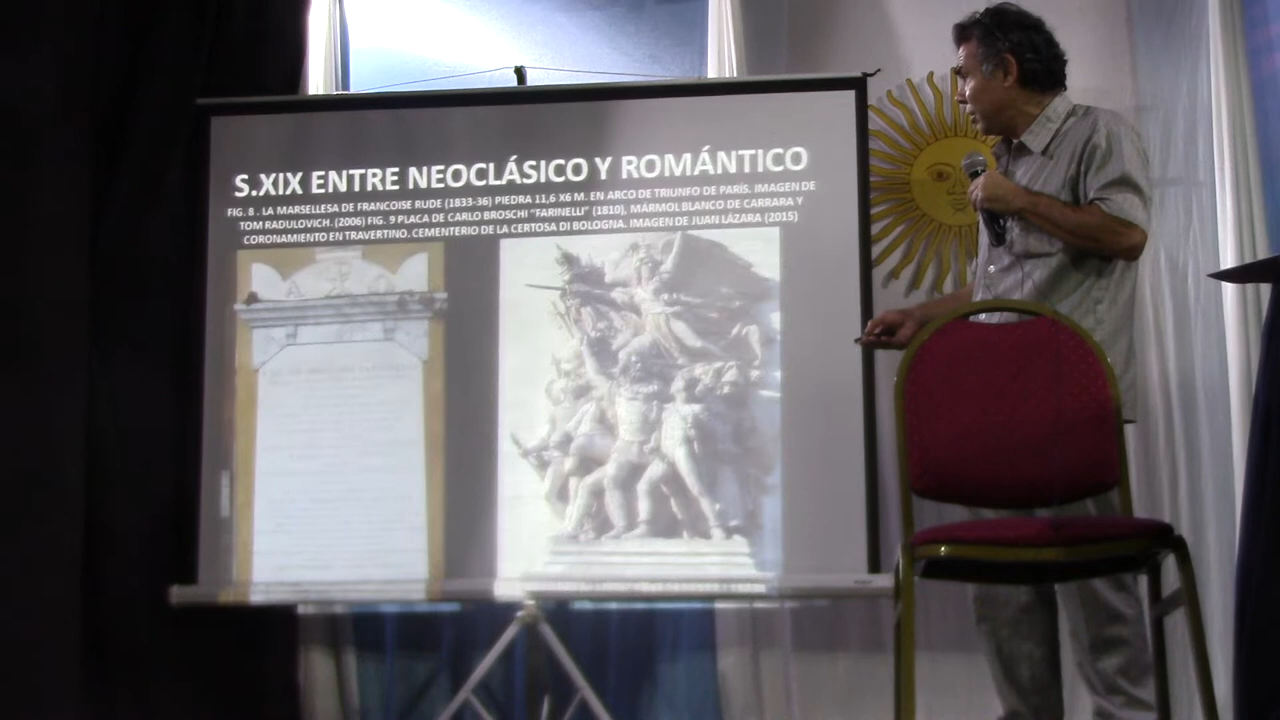 S.XIX ENTRE NEOCLÁSICO Y ROMÁNTICO
FIG. 8 . LA MARSELLESA DE FRANCOISE RUDE (1833-36) PIEDRA 11,6 X6 M. EN ARCO DE TRIUNFO DE PARÍS. IMAGEN DE
TOM RADULOVICH. (2006) FIG. 9 PLACA DE CARLO BROSCHI "FARINELLI" (1810), MÁRMOL BLANCO DE CARRARA Y
CORONAMIENTO EN TRAVERTINO. CEMENTERIO DE LA CERTOSA DI BOLOGNA. IMAGEN DE JUAN LÁZARA (2015)